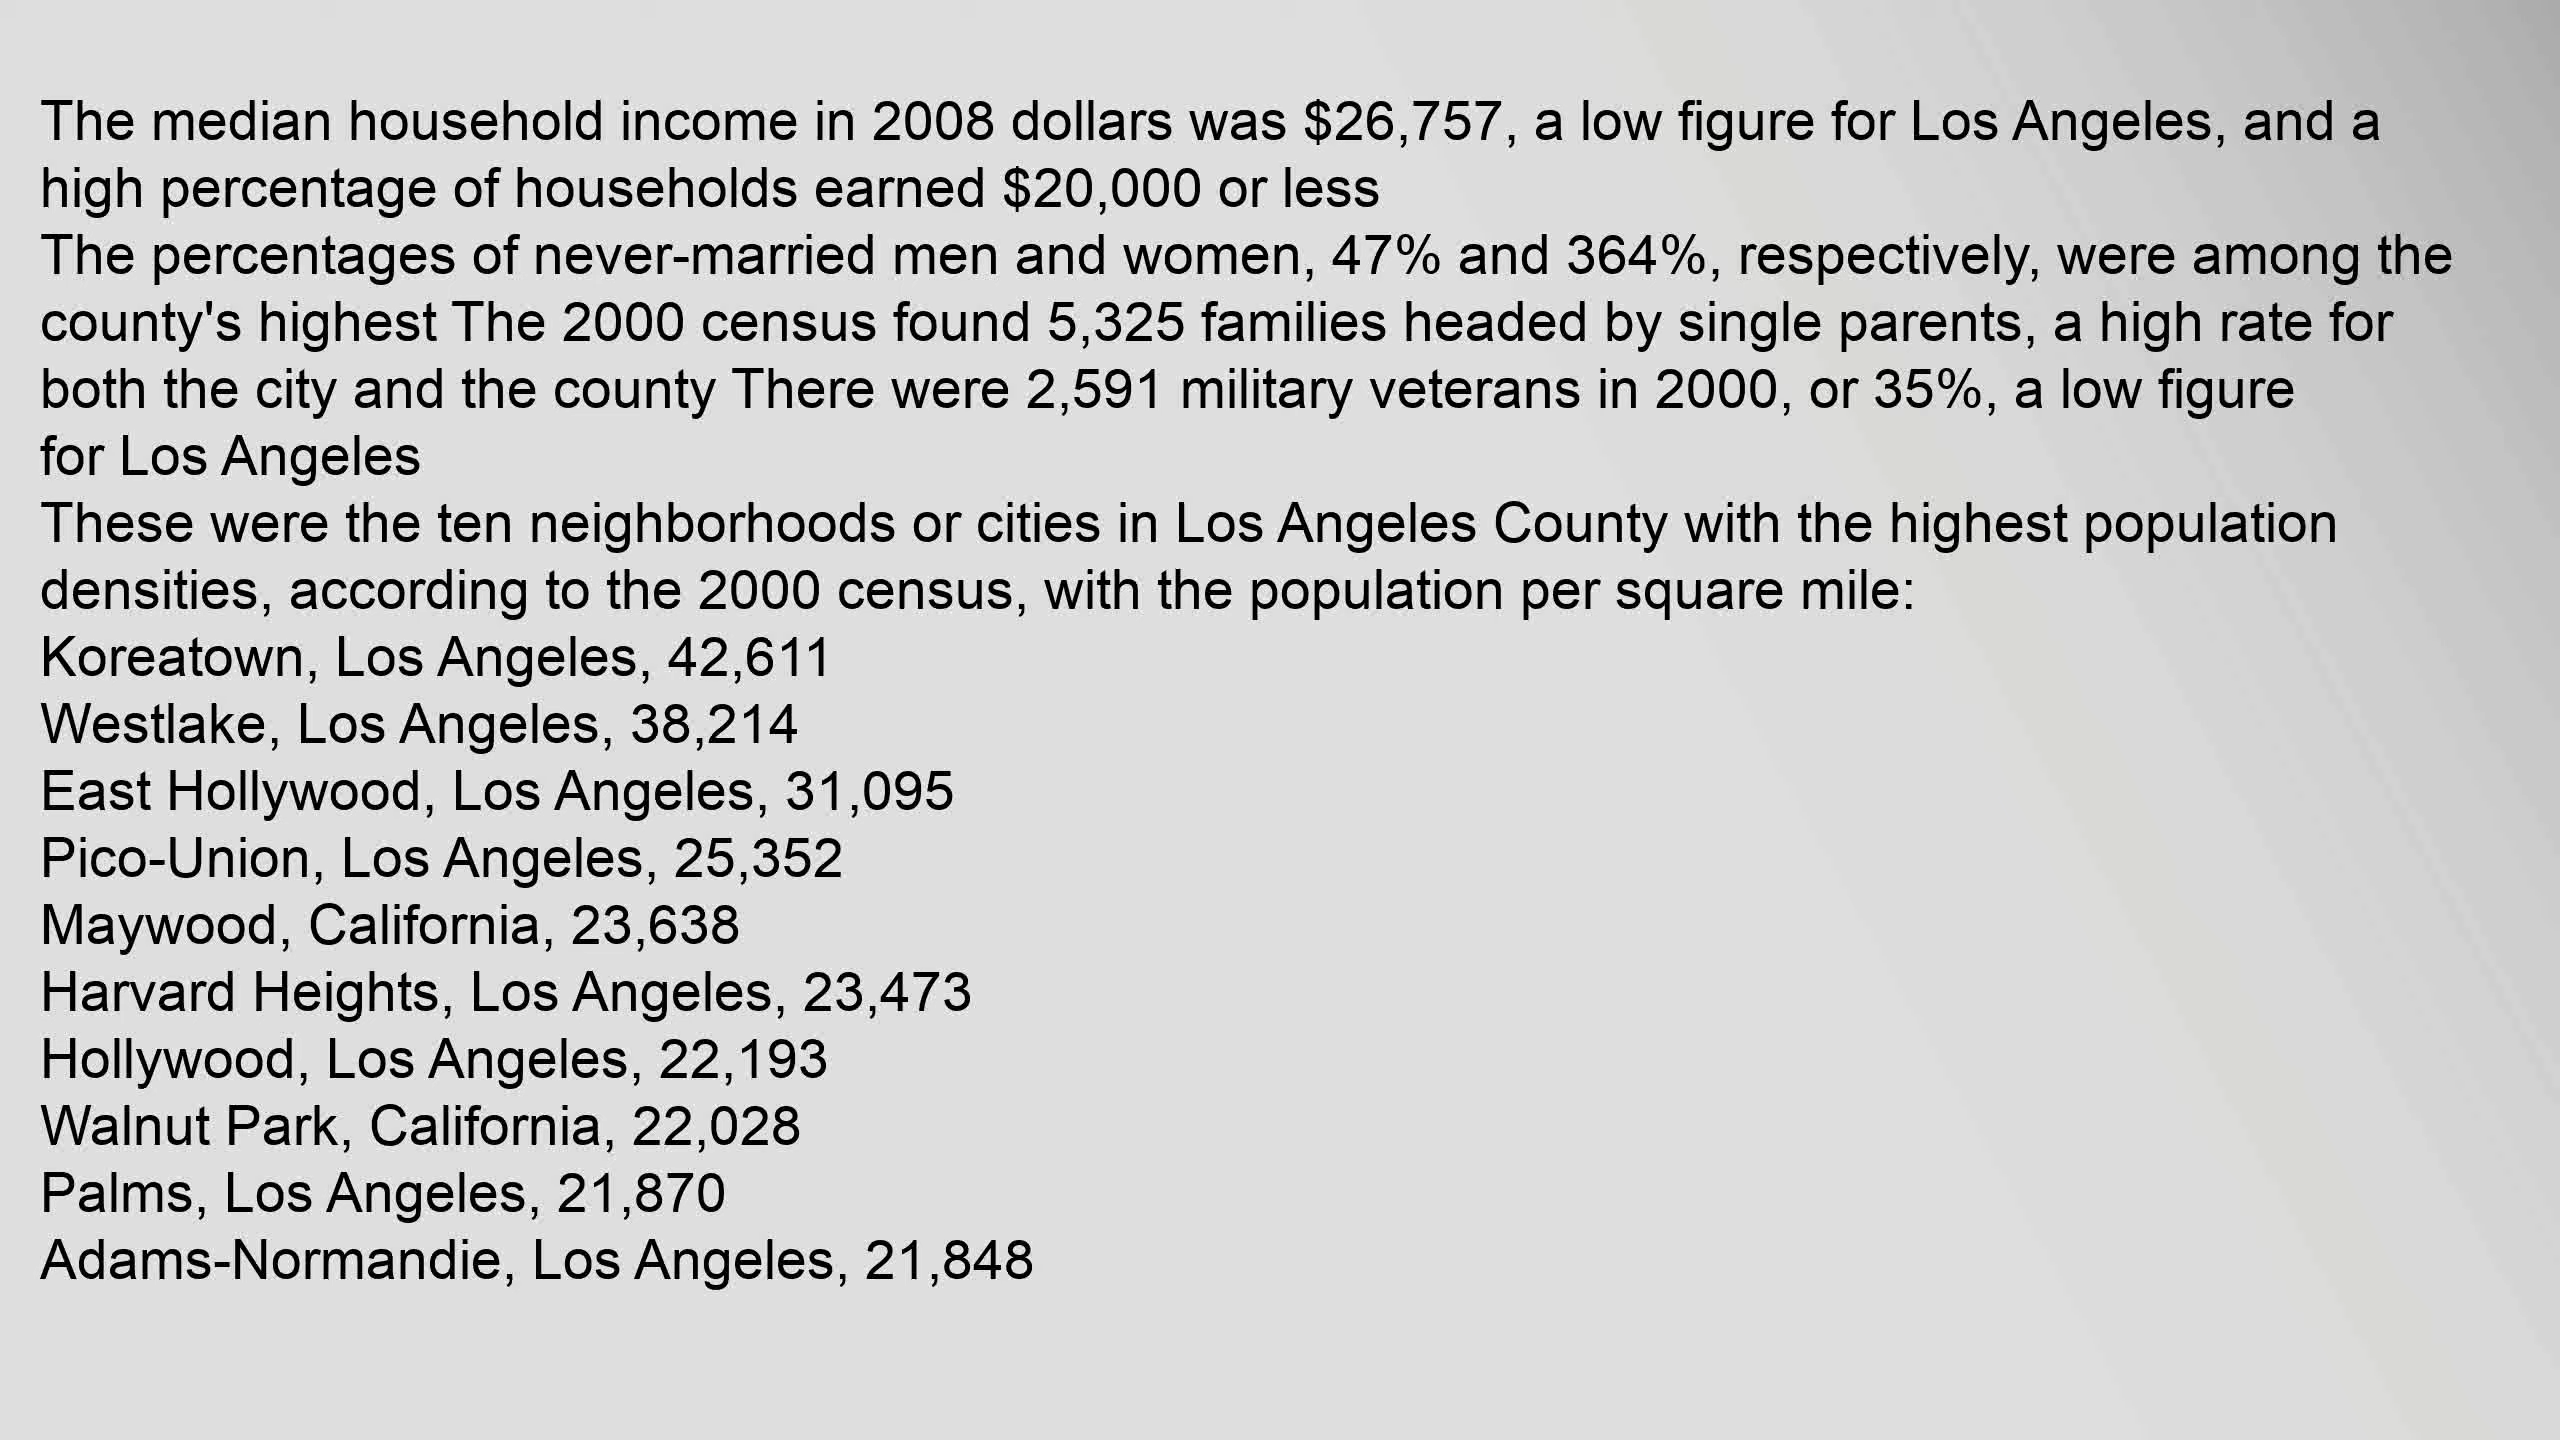 The median household income in 2008 dollars was $26,757, a low figure for Los Angeles, and a
high percentage of households earned $20,000 or less
The percentages of never-married men and women, 47% and 364%, respectively, were among the
county's highest The 2000 census found 5,325 families headed by single parents, a high rate for
both the city and the county There were 2,591 military veterans in 2000, or 35%, a low figure
for Los Angeles
These were the ten neighborhoods or cities in Los Angeles County with the highest population
densities, according to the 2000 census, with the population per square mile:
Koreatown, Los Angeles, 42,611
Westlake, Los Angeles, 38,214
East Hollywood, Los Angeles, 31,095
Pico-Union, Los Angeles, 25,352
Maywood, California, 23,638
Harvard Heights, Los Angeles, 23,473
Hollywood, Los Angeles, 22,193
Walnut Park, California, 22,028
Palms, Los Angeles, 21,870
Adams-Normandie, Los Angeles, 21,848